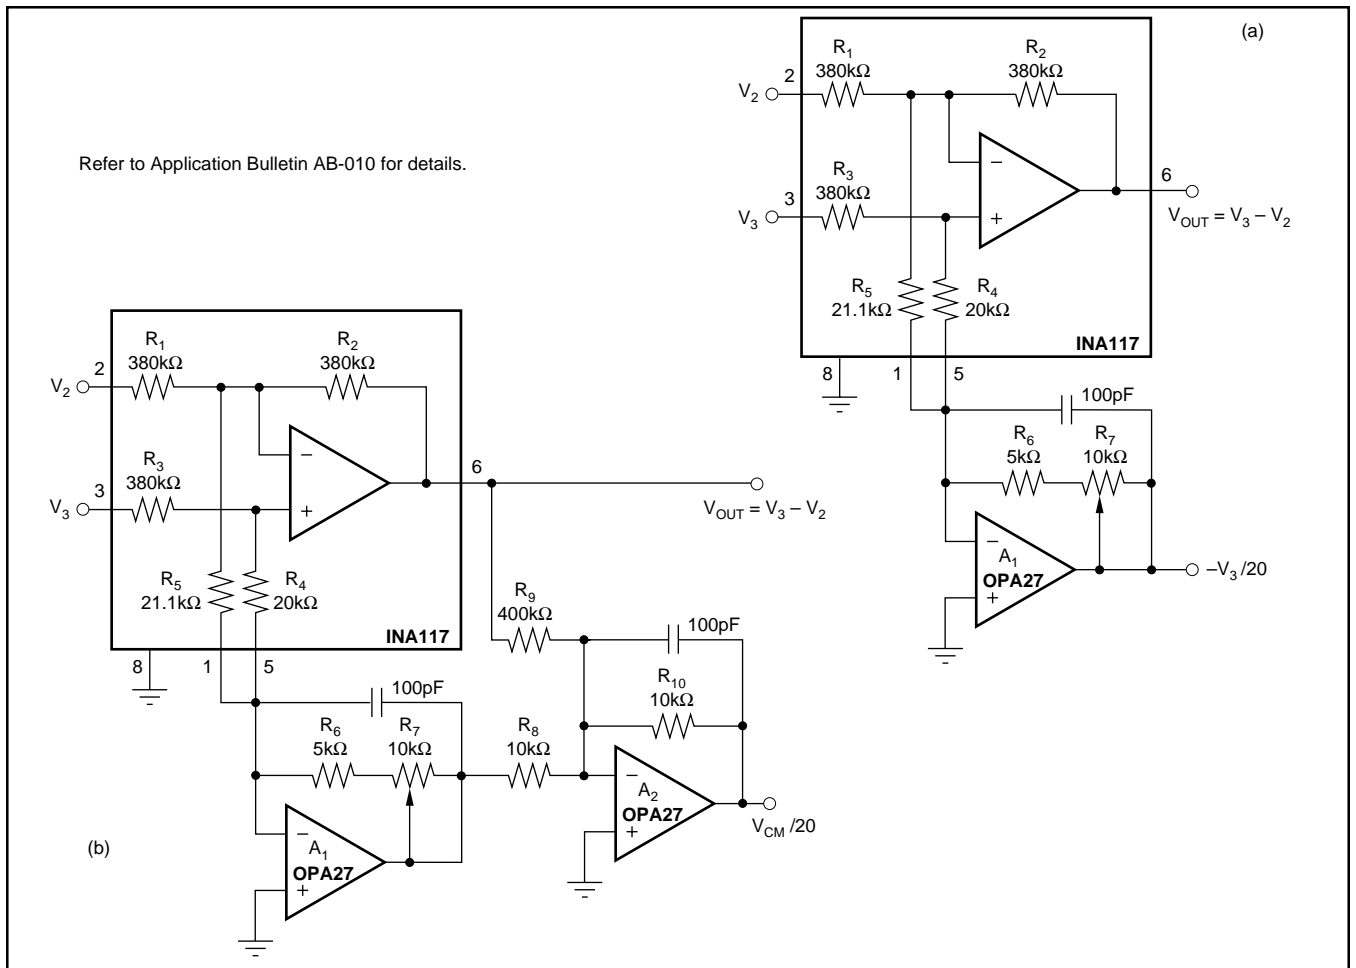 (a)
R1
380kΩ
R2
380kΩ
2
V2
R3
380kΩ
3
V3
6
VOUT = V3 – V2
–
+
R5
21.1kΩ
R4
20kΩ
INA117
8
1
5
100pF
R6
5kΩ
R7
10kΩ
–
A1
OPA27
+
–V3 /20
Refer to Application Bulletin AB-010 for details.
R1
380kΩ
R2
380kΩ
2
V2
R3
380kΩ
3
V3
–
+
6
VOUT = V3 – V2
R5
21.1kΩ
R4
20kΩ
INA117
8
1
5
R9
400kΩ
100pF
R10
10kΩ
100pF
R6
5kΩ
R7
10kΩ
R8
10kΩ
–
A2
OPA27
+
VCM /20
(b)
–
A1
OPA27
+